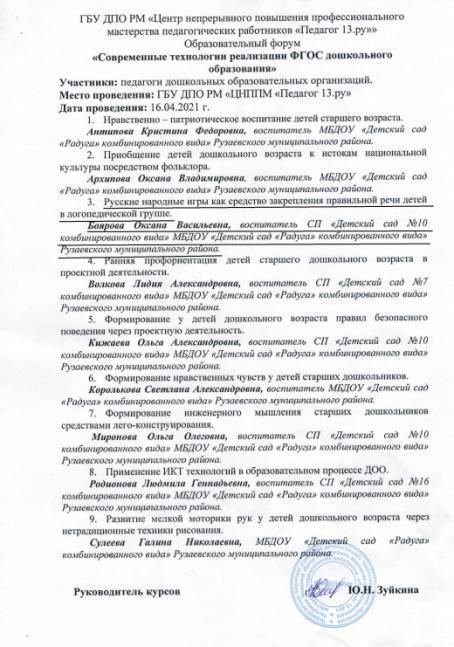 ГБУ ДПО РМ «Центр непрерывного повышения профессионального
мастерства педагогических работников «Педагог 13.ру»»
Образовательный форум
«Современные технологии реализации ФГОС дошкольного
образования»
Участники: педагоги дошкольных образовательных организаций.
Место проведения: ГБУ ДПО РМ «ЦНППМ «Педагог 13.ру»
Дата проведения: 16.04.2021 г.
1. Нравственно – патриотическое воспитание детей старшего возраста.
Антипова Кристина Федоровна, воспитатель МБДОУ «Детский сад
«Радуга» комбинированного вида» Рузаевского муниципального района.
2. Приобщение детей дошкольного возраста к истокам национальной
культуры посредством фольклора.
Архипова Оксана Владимировна, воспитатель МБДОУ «Детский сад
«Радуга» комбинированного вида» Рузаевского муниципального района.
3. Русские народные игры как средство закрепления правильной речи детей
в логопедической группе.
Боярова Оксана Васильевна, воспитатель СП «Детский сад №10
комбинированного вида» МБДОУ «Детский сад «Радуга» комбинированного вида»
Рузаевского муниципального района.
4. Ранняя профориентация детей старшего дошкольного возраста в
проектной деятельности.
Волкова Лидия Александровна, воспитатель СП «Детский сад №7
комбинированного вида» МБДОУ «Детский сад «Радуга» комбинированного вида»
Рузаевского муниципального района.
5. Формирование у детей дошкольного возраста правил безопасного
поведения через проектную деятельность.
Кижаева Ольга Александровна, воспитатель СП «Детский сад №10
комбинированного вида» МБДОУ «Детский сад «Радуга» комбинированного вида»
Рузаевского муниципального района.
6. Формирование нравственных чувств у детей старших дошкольников.
Королькова Светлана Александровна, воспитатель МБДОУ «Детский сад
«Радуга» комбинированного вида» Рузаевского муниципального района.
7. Формирование инженерного мышления старших дошкольников
средствами лего-конструирования.
Миронова Ольга Олеговна, воспитатель СП «Детский сад №10
комбинированного вида» МБДОУ «Детский сад «Радуга» комбинированного вида»
Рузаевского муниципального района.
8. Применение ИКТ технологий в образовательном процессе ДОО.
Родионова Людмила Геннадьевна, воспитатель СП «Детский сад №16
комбинированного вида» МБДОУ «Детский сад «Радуга» комбинированного вида»
Рузаевского муниципального района.
9. Развитие мелкой моторики рук у детей дошкольного возраста через
нетрадиционные техники рисования.
Сулеева Галина Николаевна, МБДОУ «Детский сад «Радуга»
комбинированного вида» Рузаевского муниципального района.
Руководитель курсов Ю.Н. Зуйкина